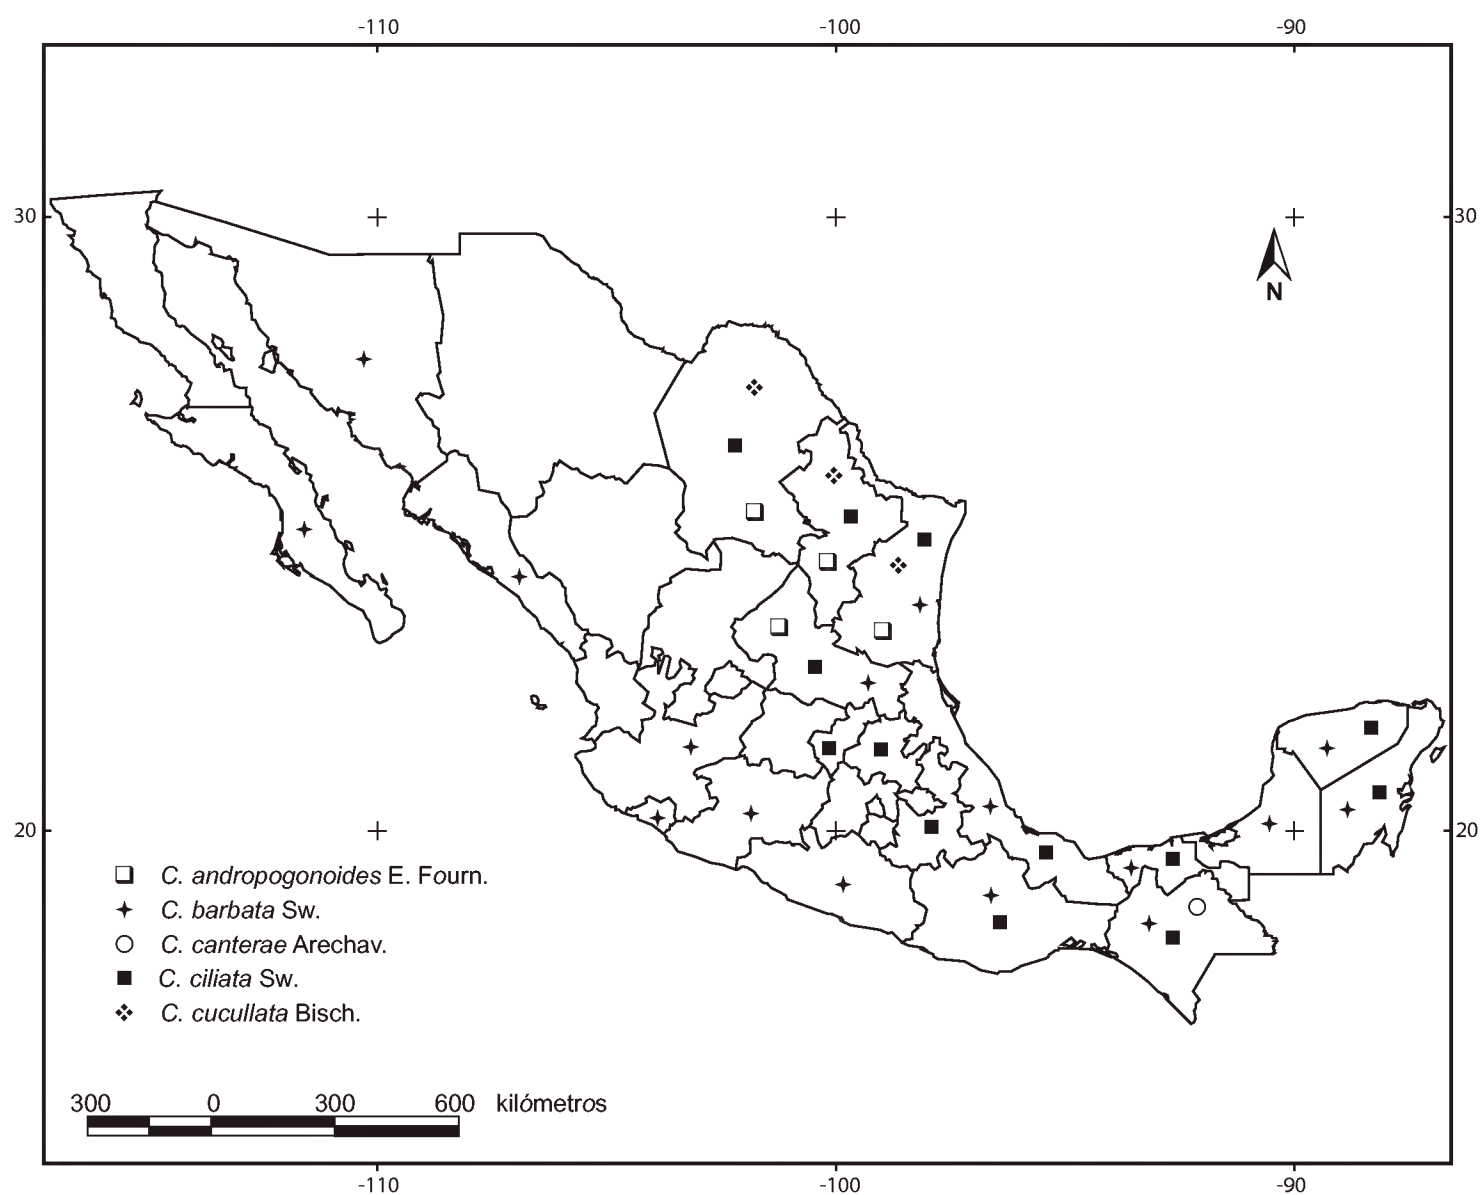 -110 -100 -90
30 30
N
20 20
C. andropogonoides E. Fourn.
C. barbata Sw.
C. canterae Arechav.
C. ciliata Sw.
C. cucullata Bisch.
300 0 300 600 kilómetros
-110 -100 -90